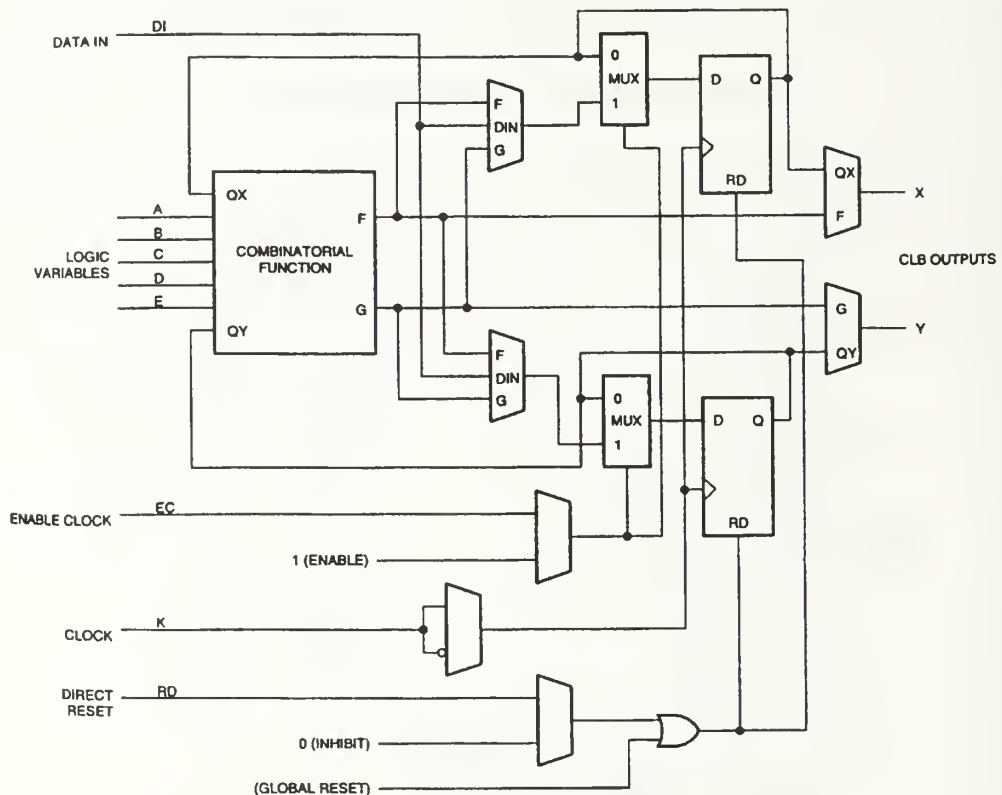 DI
DATA IN
0
MUX
1
D
Q
RD
F
DIN
G
QX
F
X
QX
A
B
C
D
E
LOGIC
VARIABLES
COMBINATORIAL
FUNCTION
F
G
QY
CLB OUTPUTS
G
QY
Y
F
DIN
G
0
MUX
1
D
Q
RD
ENABLE CLOCK
EC
1 (ENABLE)
CLOCK
K
DIRECT
RESET
RD
0 (INHIBIT)
(GLOBAL RESET)